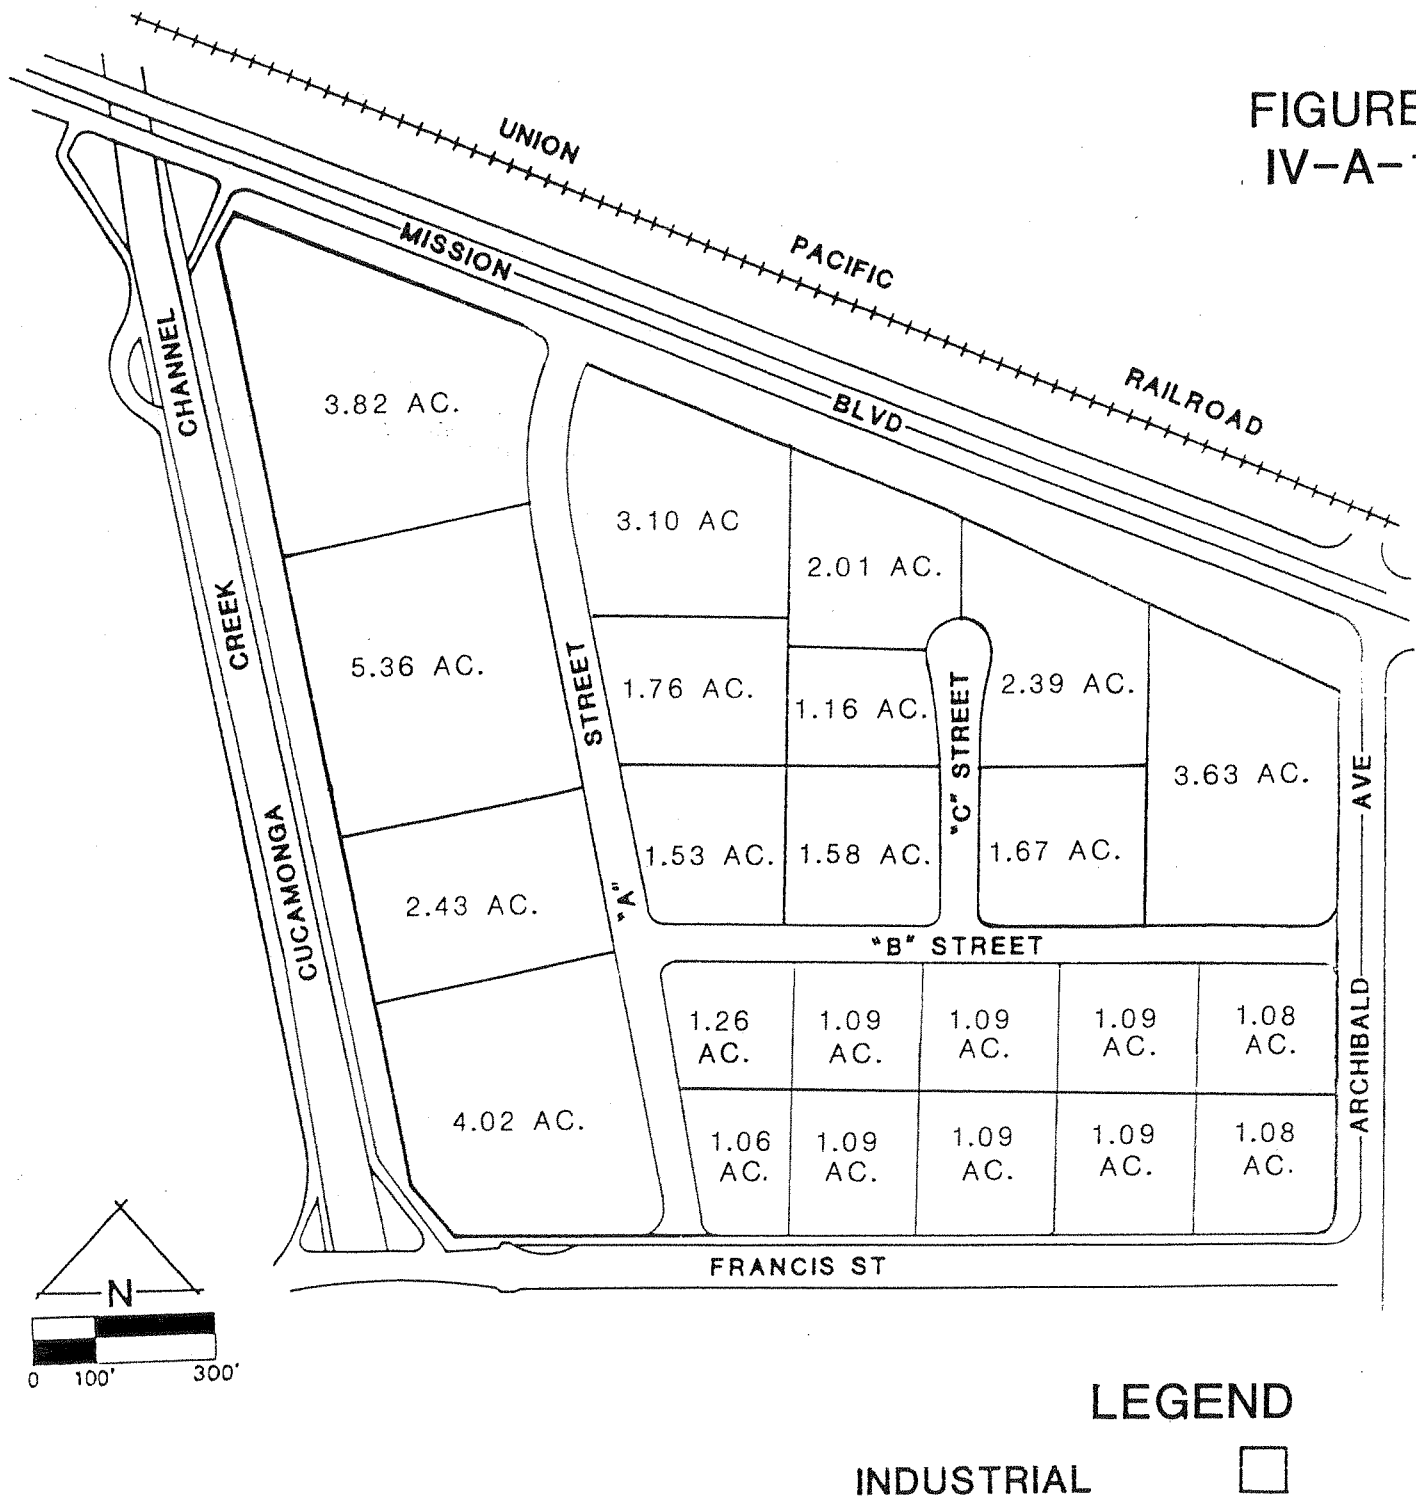 FIGURE
IV-A-1
UNION
PACIFIC
RAILROAD
MISSION
BLVD
CHANNEL
CREEK
CUCAMONGA
3.82 AC.
5.36 AC.
2.43 AC.
4.02 AC.
STREET
"A"
3.10 AC
2.01 AC.
1.76 AC.
1.16 AC.
2.39 AC.
3.63 AC.
1.53 AC.
1.58 AC.
1.67 AC.
"C" STREET
"B" STREET
AVE
ARCHIBALD
1.26
AC.
1.09
AC.
1.09
AC.
1.09
AC.
1.08
AC.
1.06
AC.
1.09
AC.
1.09
AC.
1.09
AC.
1.08
AC.
FRANCIS ST
N
0 100' 300'
LEGEND
INDUSTRIAL